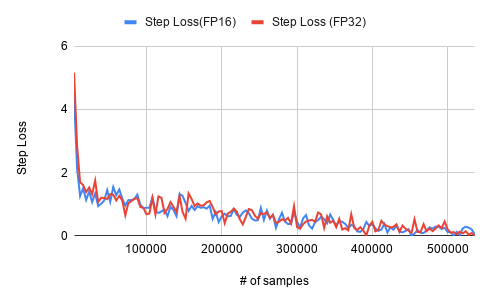 Step Loss(FP16) Step Loss (FP32)
6
4
2
0
Step Loss
100000 200000 300000 400000 500000
# of samples